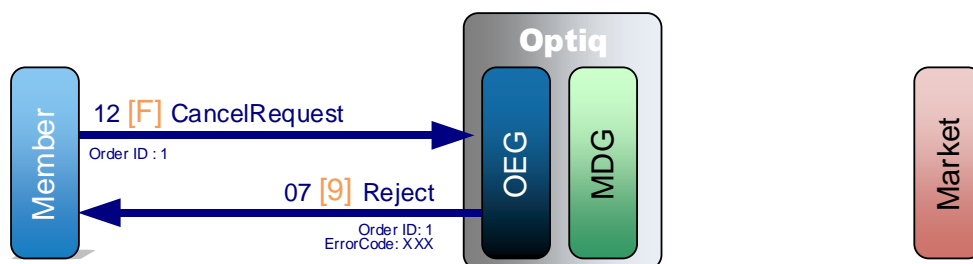 Optiq
Member
12 [F] CancelRequest
Order ID : 1
07 [9] Reject
Order ID: 1
ErrorCode: XXX
OEG
MDG
Market